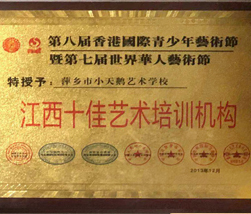 第八届香港國際青少年藝術節
暨第七届世界華人藝術節
特授予：萍乡市小天鹅艺术学校
江西十佳艺术培训机构